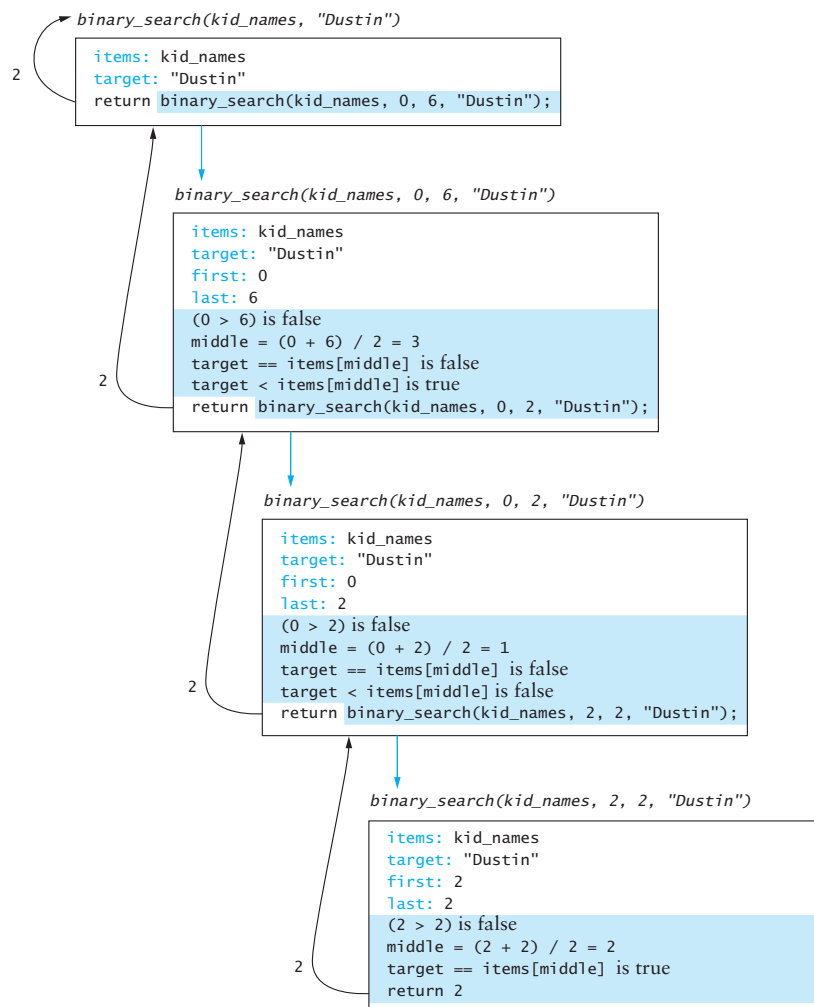 binary_search(kid_names, "Dustin")
items: kid_names
2
target: "Dustin"
return binary_search(kid_names, 0, 6, "Dustin");
binary_search(kid_names, 0, 6, "Dustin")
items: kid_names
target: "Dustin"
first: 0
last: 6
(0 > 6) is false
middle = (0 + 6) / 2 = 3
target == items[middle] is false
2
target < items[middle] is true
return binary_search(kid_names, 0, 2, "Dustin");
binary_search(kid_names, 0, 2, "Dustin")
items: kid_names
target: "Dustin"
first: 0
last: 2
(0 > 2) is false
middle = (0 + 2) / 2 = 1
target == items[middle] is false
2
target < items[middle] is false
return binary_search(kid_names, 2, 2, "Dustin");
binary_search(kid_names, 2, 2, "Dustin")
items: kid_names
target: "Dustin"
first: 2
last: 2
(2 > 2) is false
middle = (2 + 2) / 2 = 2
2
target == items[middle] is true
return 2